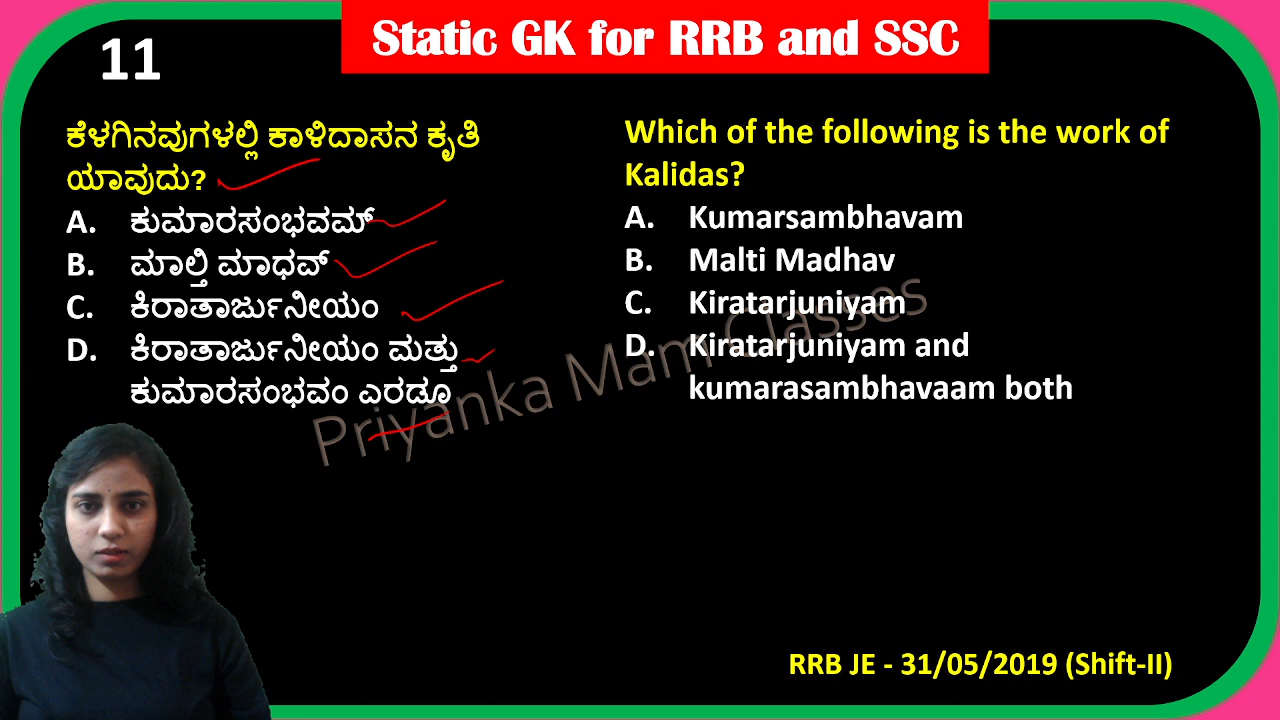 Static GK for RRB and SSC
11
ಕೆಳಗಿನವುಗಳಲ್ಲಿ ಕಾಳಿದಾಸನ ಕೃತಿ
ಯಾವುದು?
A. ಕುಮಾರಸಂಭವಮ್
B. ಮಾಲ್ತಿ ಮಾಧವ್
C. ಕಿರಾತಾರ್ಜುನೀಯಂ
D. ಕಿರಾತಾರ್ಜುನೀಯಂ ಮತ್ತು
ಕುಮಾರಸಂಭವಂ ಎರಡೂ
Which of the following is the work of
Kalidas?
A. Kumarsambhavam
B. Malti Madhav
C. Kiratarjuniyam
D. Kiratarjuniyam and
kumarasambhavaam both
Priyanka Mam Classes
RRB JE - 31/05/2019 (Shift-II)